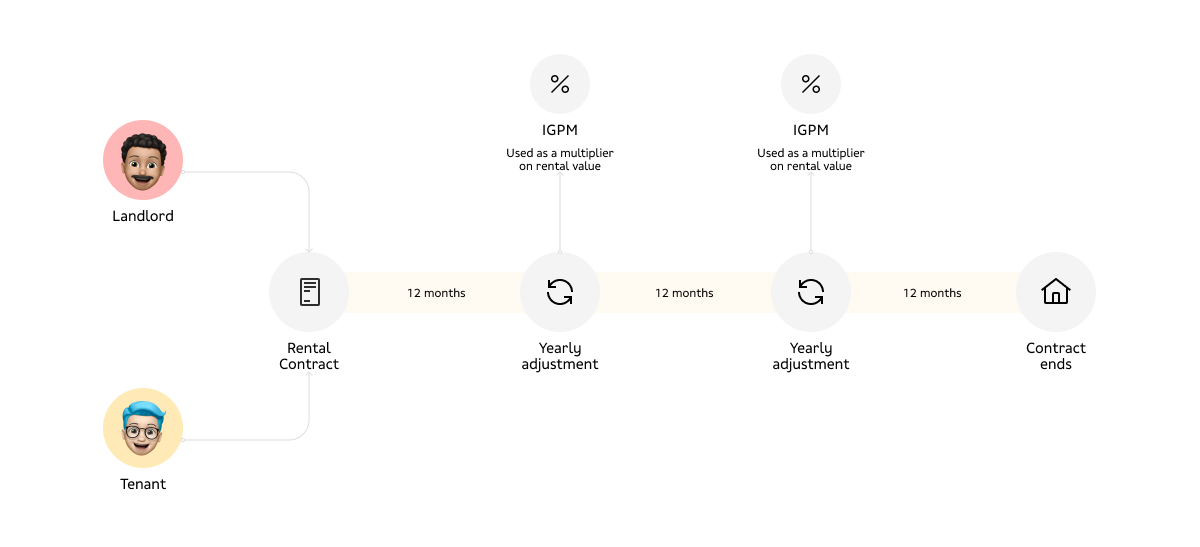 %
IGPM
Used as a multiplier
on rental value
%
IGPM
Used as a multiplier
on rental value
Landlord
12 months
12 months
12 months
Rental
Contract
Yearly
adjustment
Yearly
adjustment
Contract
ends
Tenant